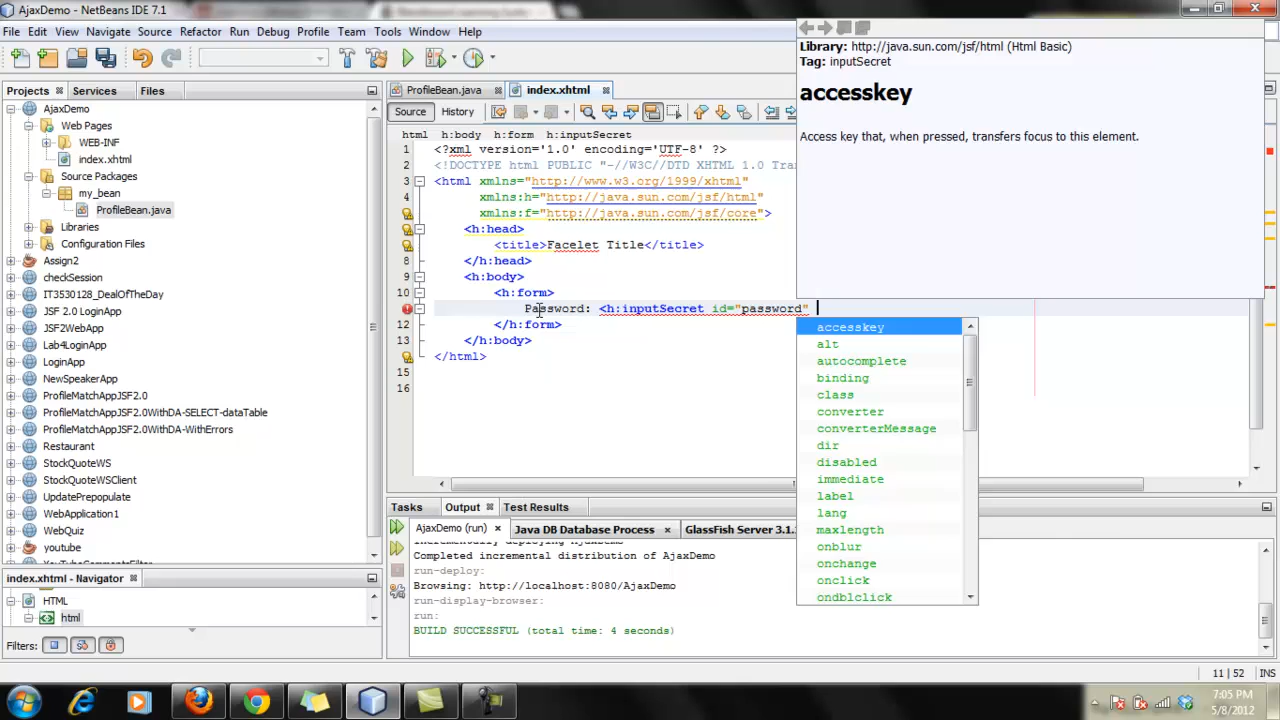 AjaxDemo - NetBeans IDE 7.1
File Edit View Navigate Source Refactor Run Debug Profile Team Tools Window Help
Projects Services Files
AjaxDemo
Web Pages
WEB-INF
index.xhtml
Source Packages
my_bean
ProfileBean.java
Libraries
Configuration Files
Assign2
checkSession
IT3530128_DealOfTheDay
JSF 2.0 LoginApp
JSF2WebApp
Lab4LoginApp
LoginApp
NewSpeakerApp
ProfileMatchAppJSF2.0
ProfileMatchAppJSF2.0WithDA-SELECT-dataTable
ProfileMatchAppJSF2.0WithDA-WithErrors
Restaurant
StockQuoteWS
StockQuoteWSClient
UpdatePrepopulate
WebApplication1
WebQuiz
youtube
index.xhtml - Navigator
HTML
html
Filters:
ProfileBean.java index.xhtml
Source History
html h:body h:form h:inputSecret
1 <?xml version='1.0' encoding='UTF-8' ?>
2 <!DOCTYPE html PUBLIC "-//W3C//DTD XHTML 1.0 Tra
3 <html xmlns="http://www.w3.org/1999/xhtml"
4 xmlns:h="http://java.sun.com/jsf/html"
xmlns:f="http://java.sun.com/jsf/core">
<h:head>
<title>Facelet Title</title>
8 </h:head>
9 <h:body>
10 <h:form>
Password: <h:inputSecret id="password"
12 </h:form>
13 </h:body>
</html>
15
16
Library: http://java.sun.com/jsf/html (Html Basic)
Tag: inputSecret
accesskey
Access key that, when pressed, transfers focus to this element.
accesskey
alt
autocomplete
binding
class
converter
converterMessage
dir
disabled
immediate
label
lang
maxlength
onblur
onchange
onclick
ondblclick
Tasks Output Test Results
AjaxDemo (run) Java DB Database Process GlassFish Server 3.1.
Completed incremental distribution of AjaxDemo
run-deploy:
Browsing: http://localhost:8080/AjaxDemo
run-display-browser:
run:
BUILD SUCCESSFUL (total time: 4 seconds)
11 | 52 INS
7:05 PM
5/8/2012